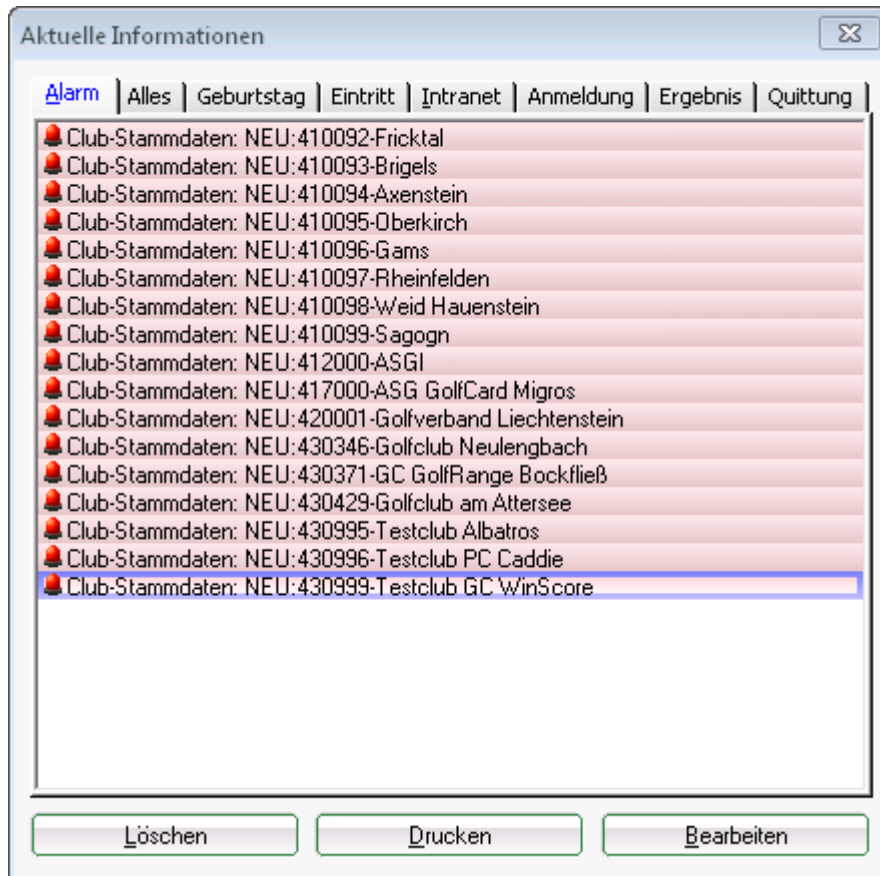 Aktuelle Informationen
Alarm Alles Geburtstag Eintritt Intranet Anmeldung Ergebnis Quittung
Club-Stammdaten: NEU:410092-Fricktal
Club-Stammdaten: NEU:410093-Brigels
Club-Stammdaten: NEU:410094-Axenstein
Club-Stammdaten: NEU:410095-Oberkirch
Club-Stammdaten: NEU:410096-Gams
Club-Stammdaten: NEU:410097-Rheinfelden
Club-Stammdaten: NEU:410098-Weid Hauenstein
Club-Stammdaten: NEU:410099-Sagogn
Club-Stammdaten: NEU:412000-ASGI
Club-Stammdaten: NEU:417000-ASG GolfCard Migros
Club-Stammdaten: NEU:420001-Golfverband Liechtenstein
Club-Stammdaten: NEU:430346-Golfclub Neulengbach
Club-Stammdaten: NEU:430371-GC GolfRange Bockfließ
Club-Stammdaten: NEU:430429-Golfclub am Attersee
Club-Stammdaten: NEU:430995-Testclub Albatros
Club-Stammdaten: NEU:430996-Testclub PC Caddie
Club-Stammdaten: NEU:430999-Testclub GC WinScore
Löschen Drucken Bearbeiten